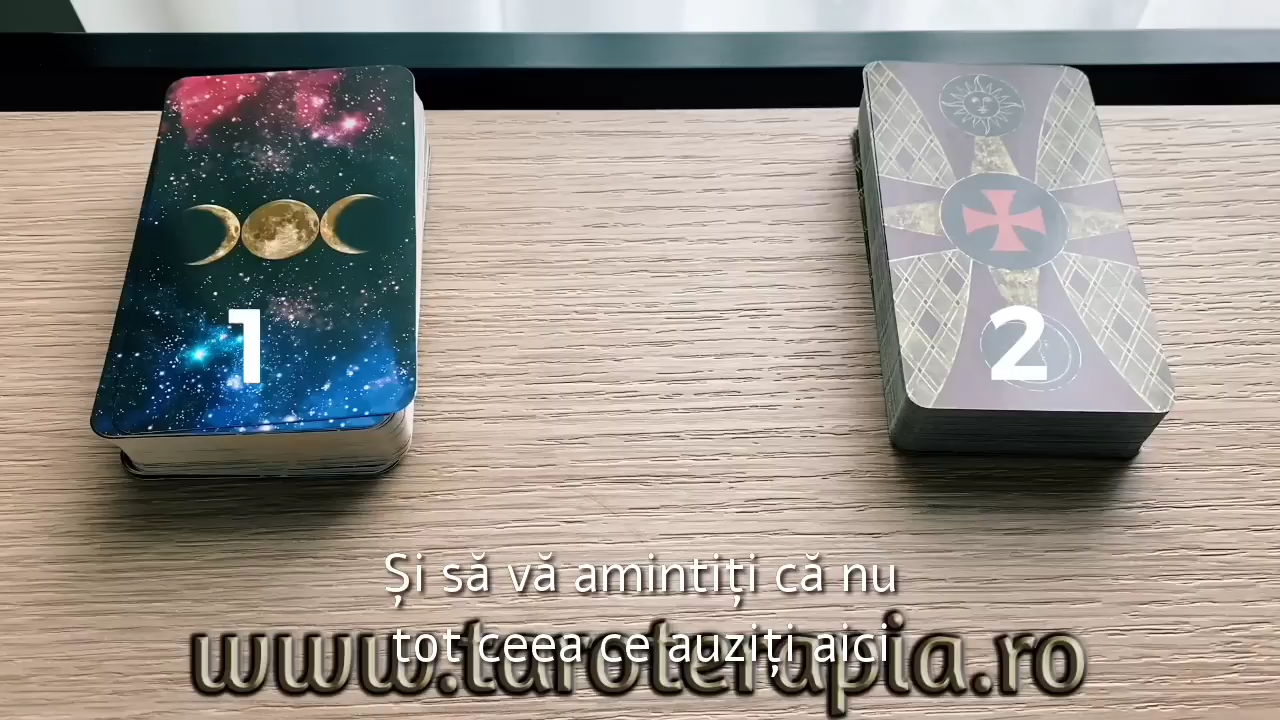 1
2
Și să vă amintiți că nu
tot ceea ce auziți aici
www.taroterapia.ro